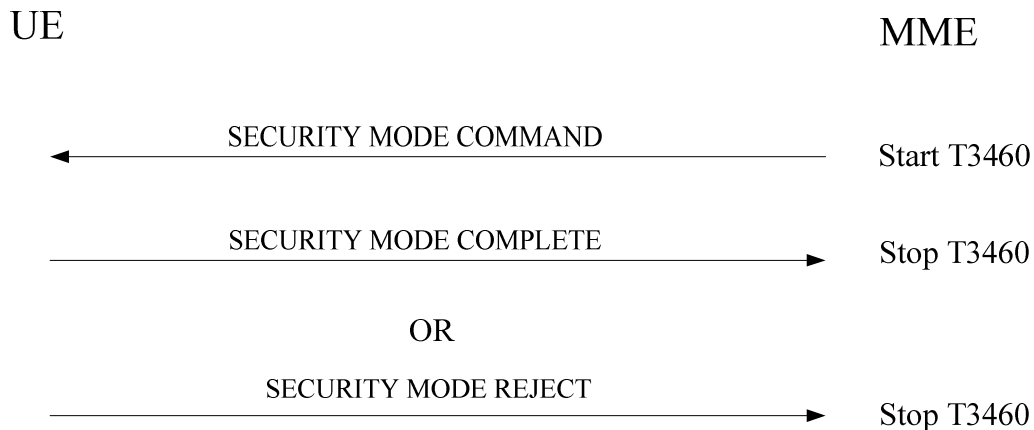 UE
MME
SECURITY MODE COMMAND
Start T3460
SECURITY MODE COMPLETE
Stop T3460
OR
SECURITY MODE REJECT
Stop T3460